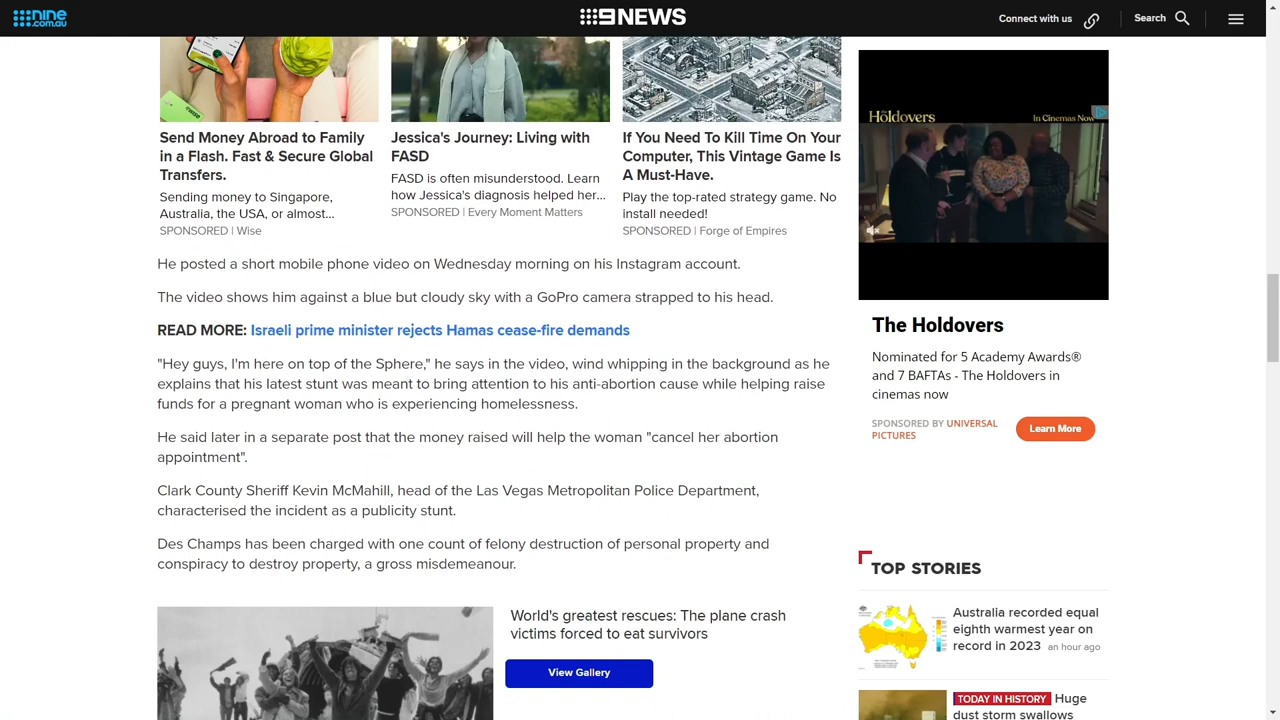 nine.com.au
9NEWS
Connect with us
Search
Send Money Abroad to Family
in a Flash. Fast & Secure Global
Transfers.
Sending money to Singapore,
Australia, the USA, or almost...
SPONSORED | Wise
Jessica's Journey: Living with
FASD
FASD is often misunderstood. Learn
how Jessica's diagnosis helped her...
SPONSORED | Every Moment Matters
If You Need To Kill Time On Your
Computer, This Vintage Game Is
A Must-Have.
Play the top-rated strategy game. No
install needed!
SPONSORED | Forge of Empires
He posted a short mobile phone video on Wednesday morning on his Instagram account.
The video shows him against a blue but cloudy sky with a GoPro camera strapped to his head.
READ MORE: Israeli prime minister rejects Hamas cease-fire demands
"Hey guys, I'm here on top of the Sphere," he says in the video, wind whipping in the background as he
explains that his latest stunt was meant to bring attention to his anti-abortion cause while helping raise
funds for a pregnant woman who is experiencing homelessness.
He said later in a separate post that the money raised will help the woman "cancel her abortion
appointment".
Clark County Sheriff Kevin McMahill, head of the Las Vegas Metropolitan Police Department,
characterised the incident as a publicity stunt.
Des Champs has been charged with one count of felony destruction of personal property and
conspiracy to destroy property, a gross misdemeanour.
World's greatest rescues: The plane crash
victims forced to eat survivors
View Gallery
The Holdovers
In Cinemas Now
The Holdovers
Nominated for 5 Academy Awards®
and 7 BAFTAs - The Holdovers in
cinemas now
SPONSORED BY UNIVERSAL
PICTURES
Learn More
TOP STORIES
Australia recorded equal
eighth warmest year on
record in 2023 an hour ago
TODAY IN HISTORY Huge
dust storm swallows